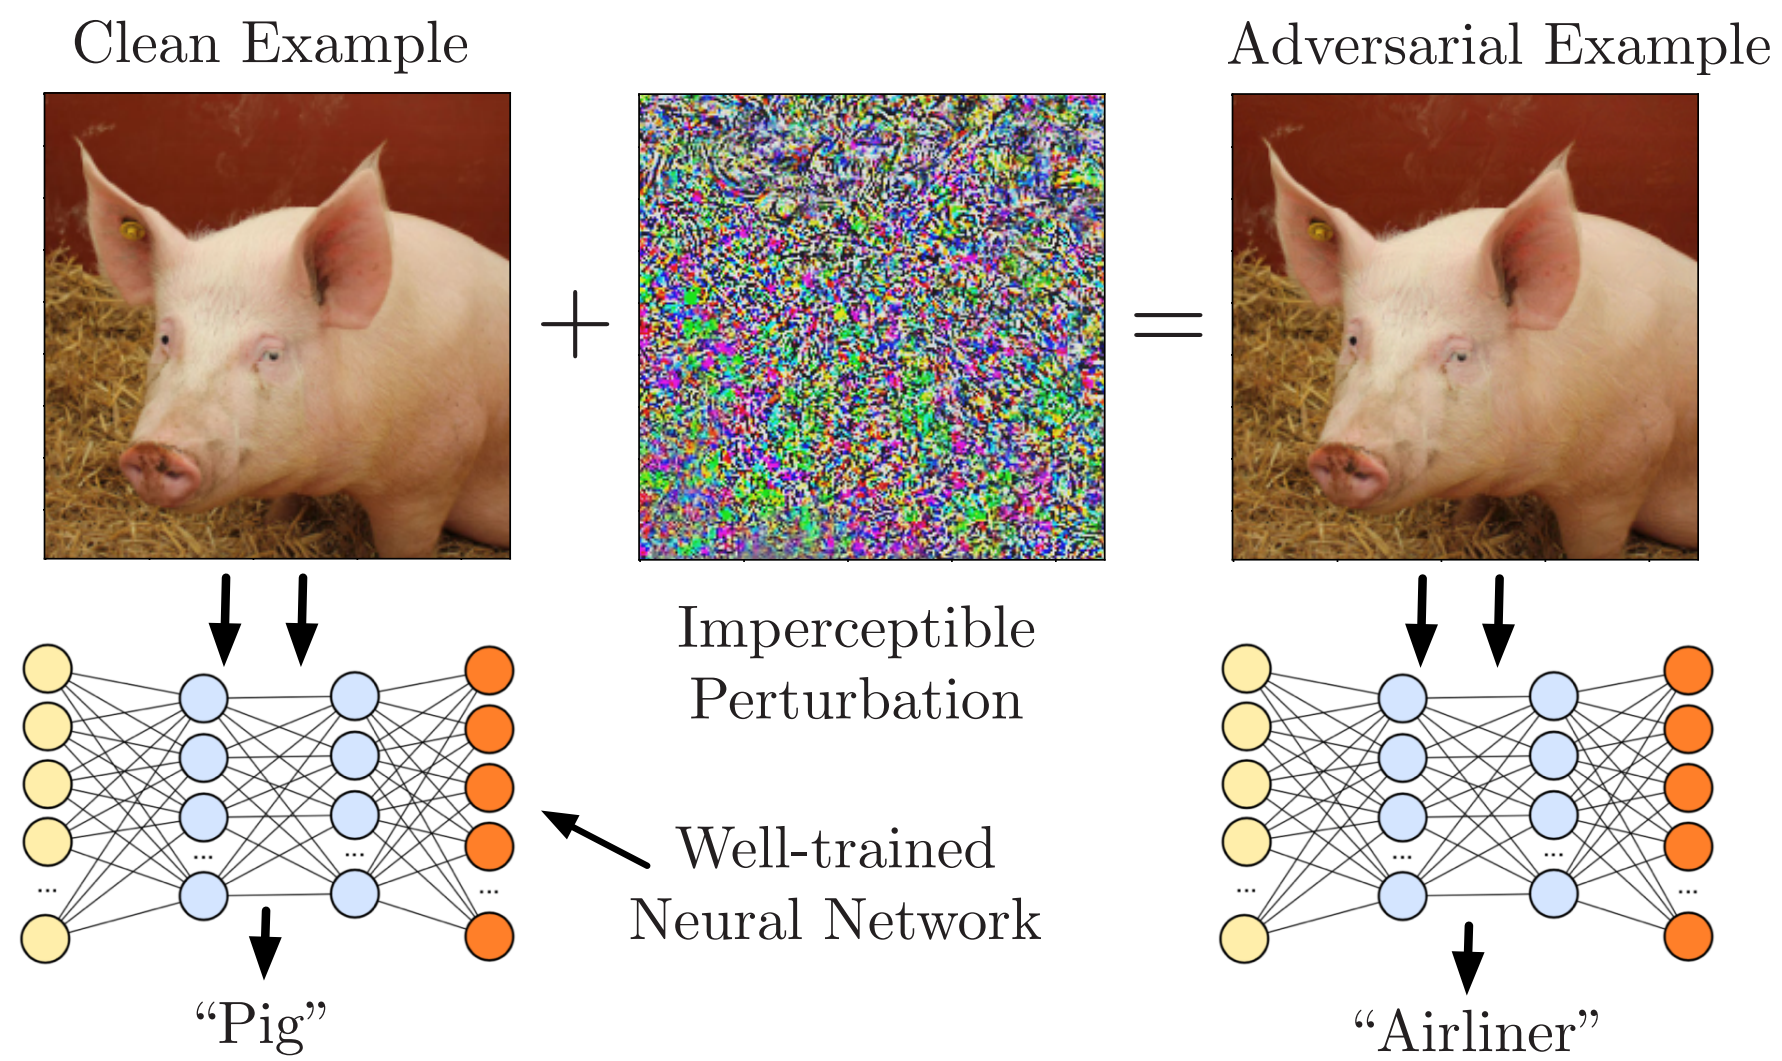 Clean Example
Adversarial Example
Imperceptible
Perturbation
Well-trained
Neural Network
...
...
...
...
...
...
...
...
“Pig”
“Airliner”